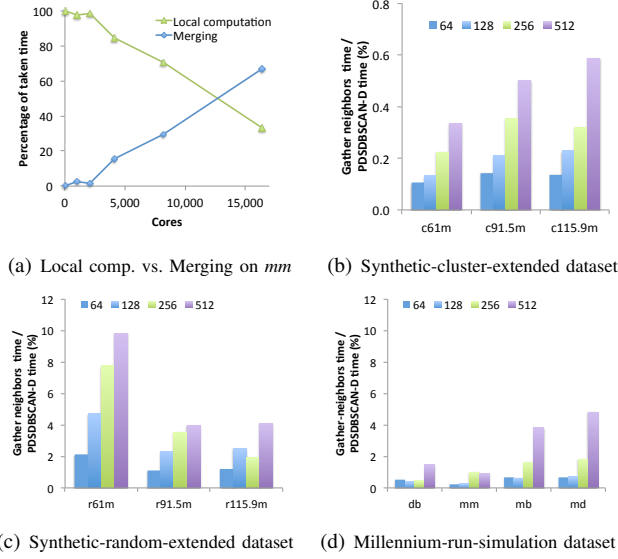 Local computation
Merging
Percentage of taken time
100
80
60
40
20
0
0
5,000
10,000
15,000
Cores
(a) Local comp. vs. Merging on mm
64 128 256 512
Gather neighbors time /
PDSDBSCAN-D time (%)
0.8
0.6
0.4
0.2
0.0
c61m c91.5m c115.9m
(b) Synthetic-cluster-extended dataset
64 128 256 512
Gather neighbors time /
PDSDBSCAN-D time (%)
12
10
8
6
4
2
0
r61m r91.5m r115.9m
(c) Synthetic-random-extended dataset
64 128 256 512
Gather-neighbors time /
PDSDBSCAN-D time (%)
12
10
8
6
4
2
0
db mm mb md
(d) Millennium-run-simulation dataset